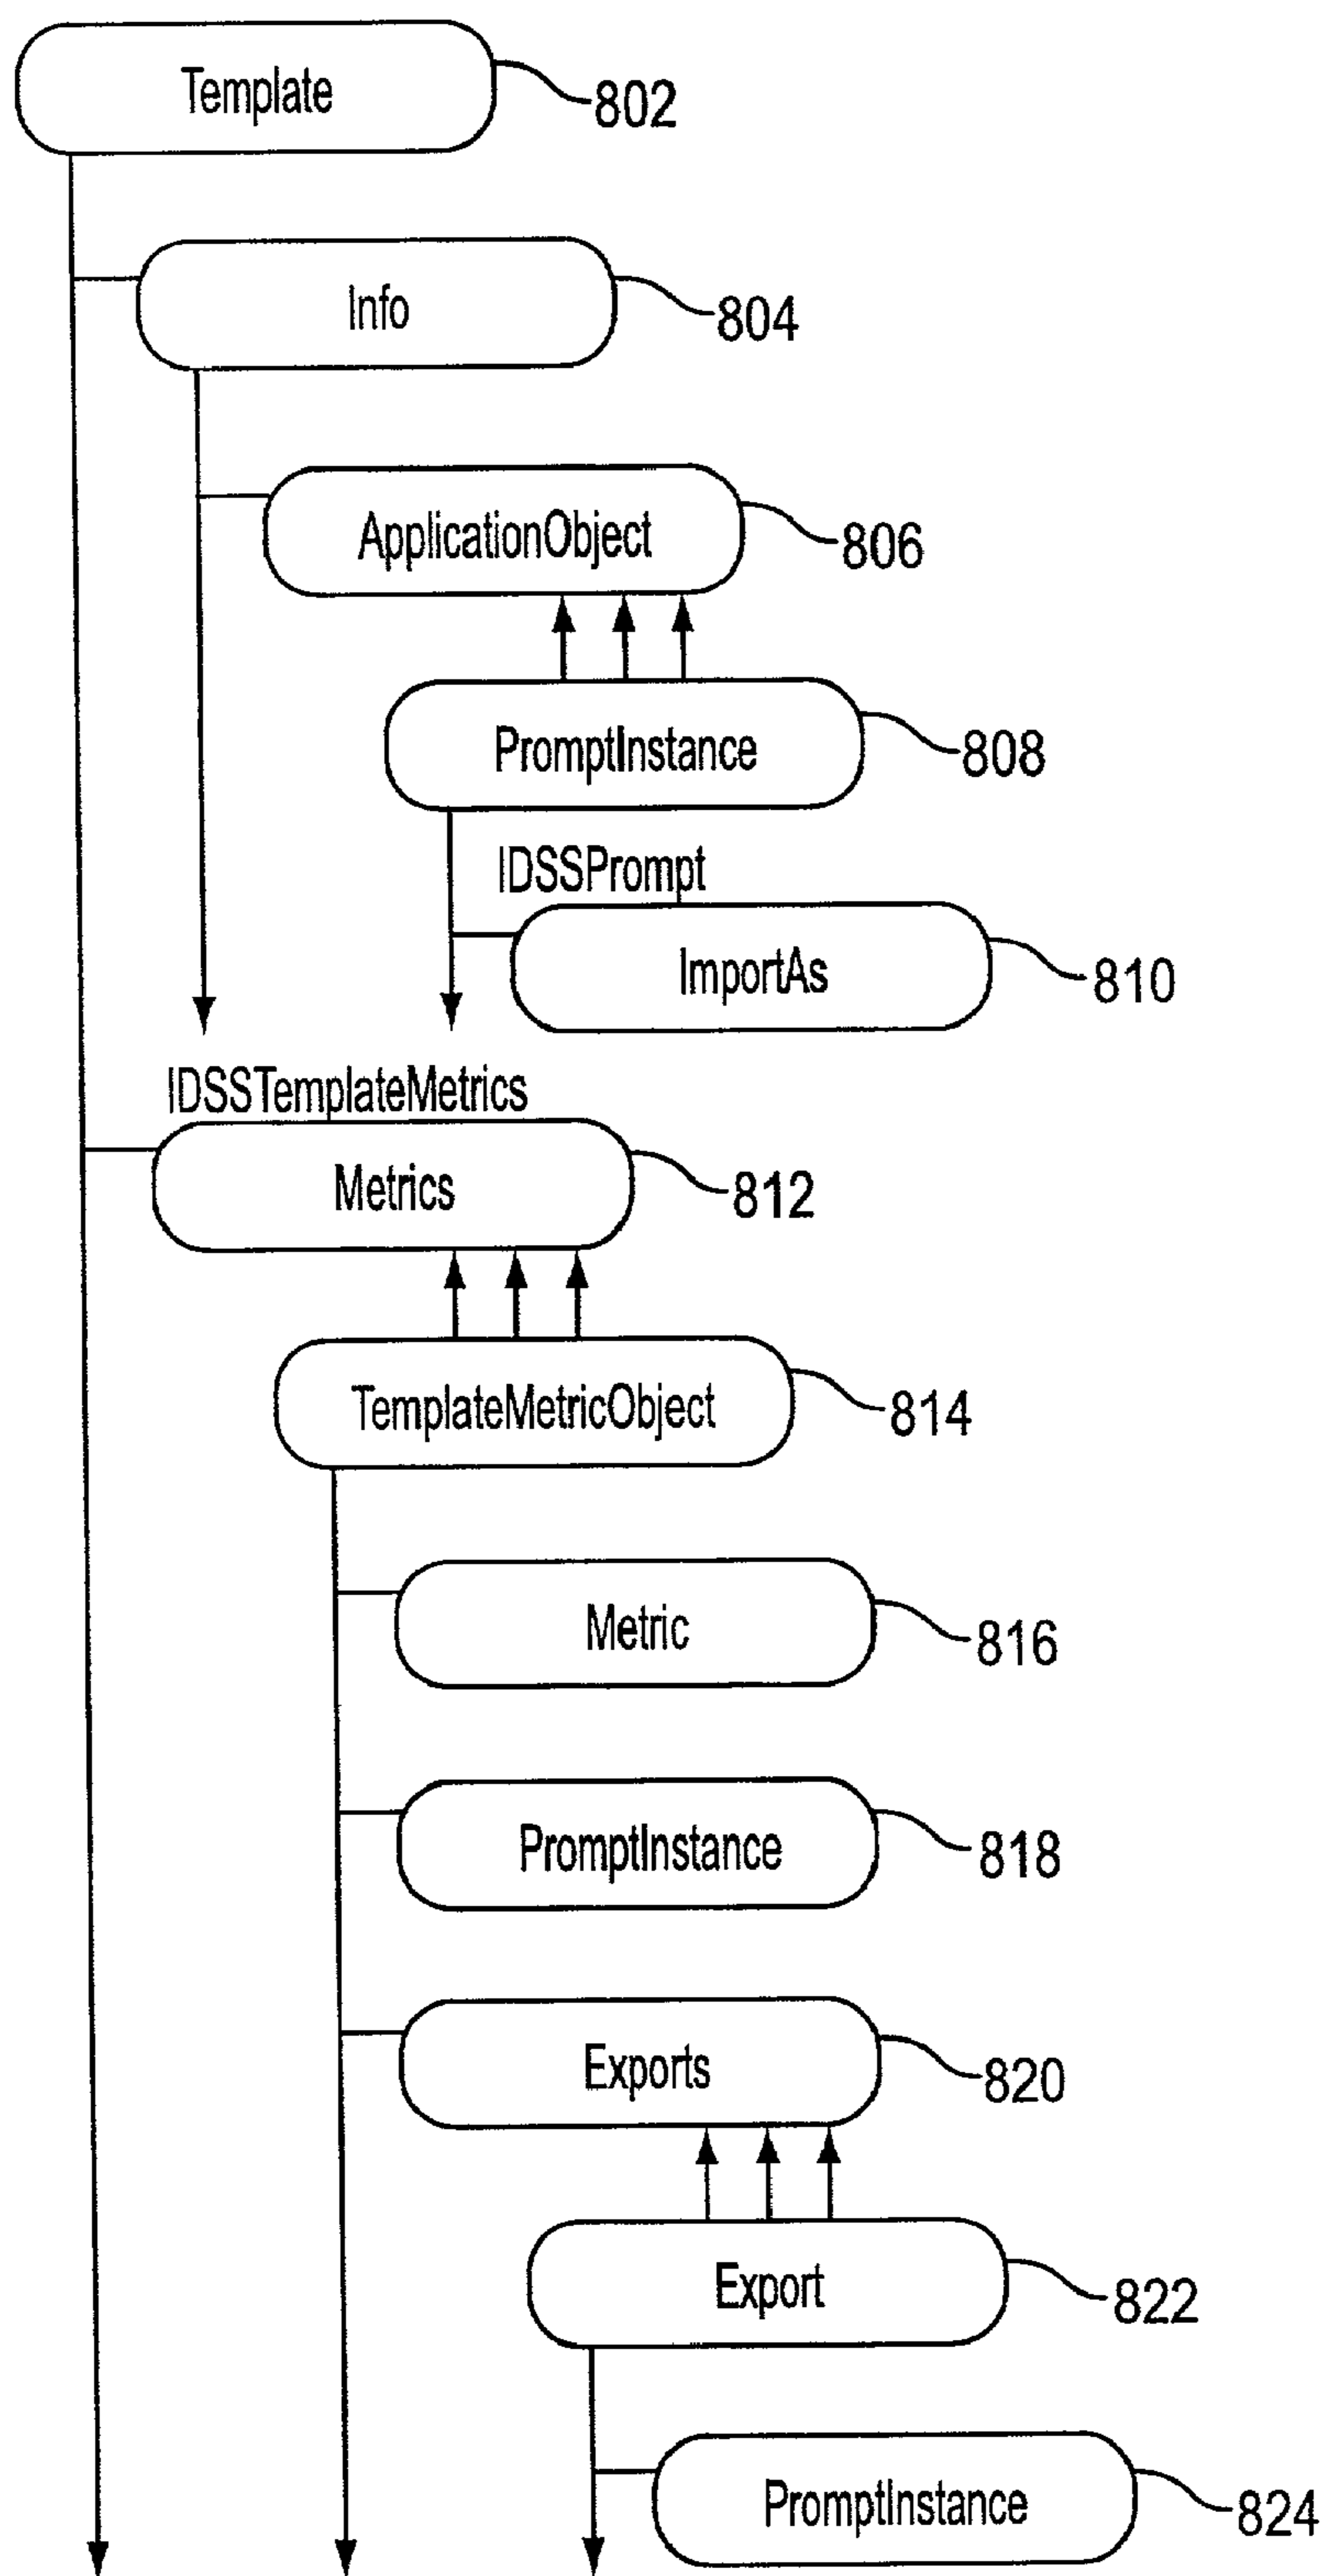 Template
802
Info
804
ApplicationObject
806
PromptInstance
808
IDSSPrompt
ImportAs
810
IDSSTemplateMetrics
Metrics
812
TemplateMetricObject
814
Metric
816
PromptInstance
818
Exports
820
Export
822
PromptInstance
824